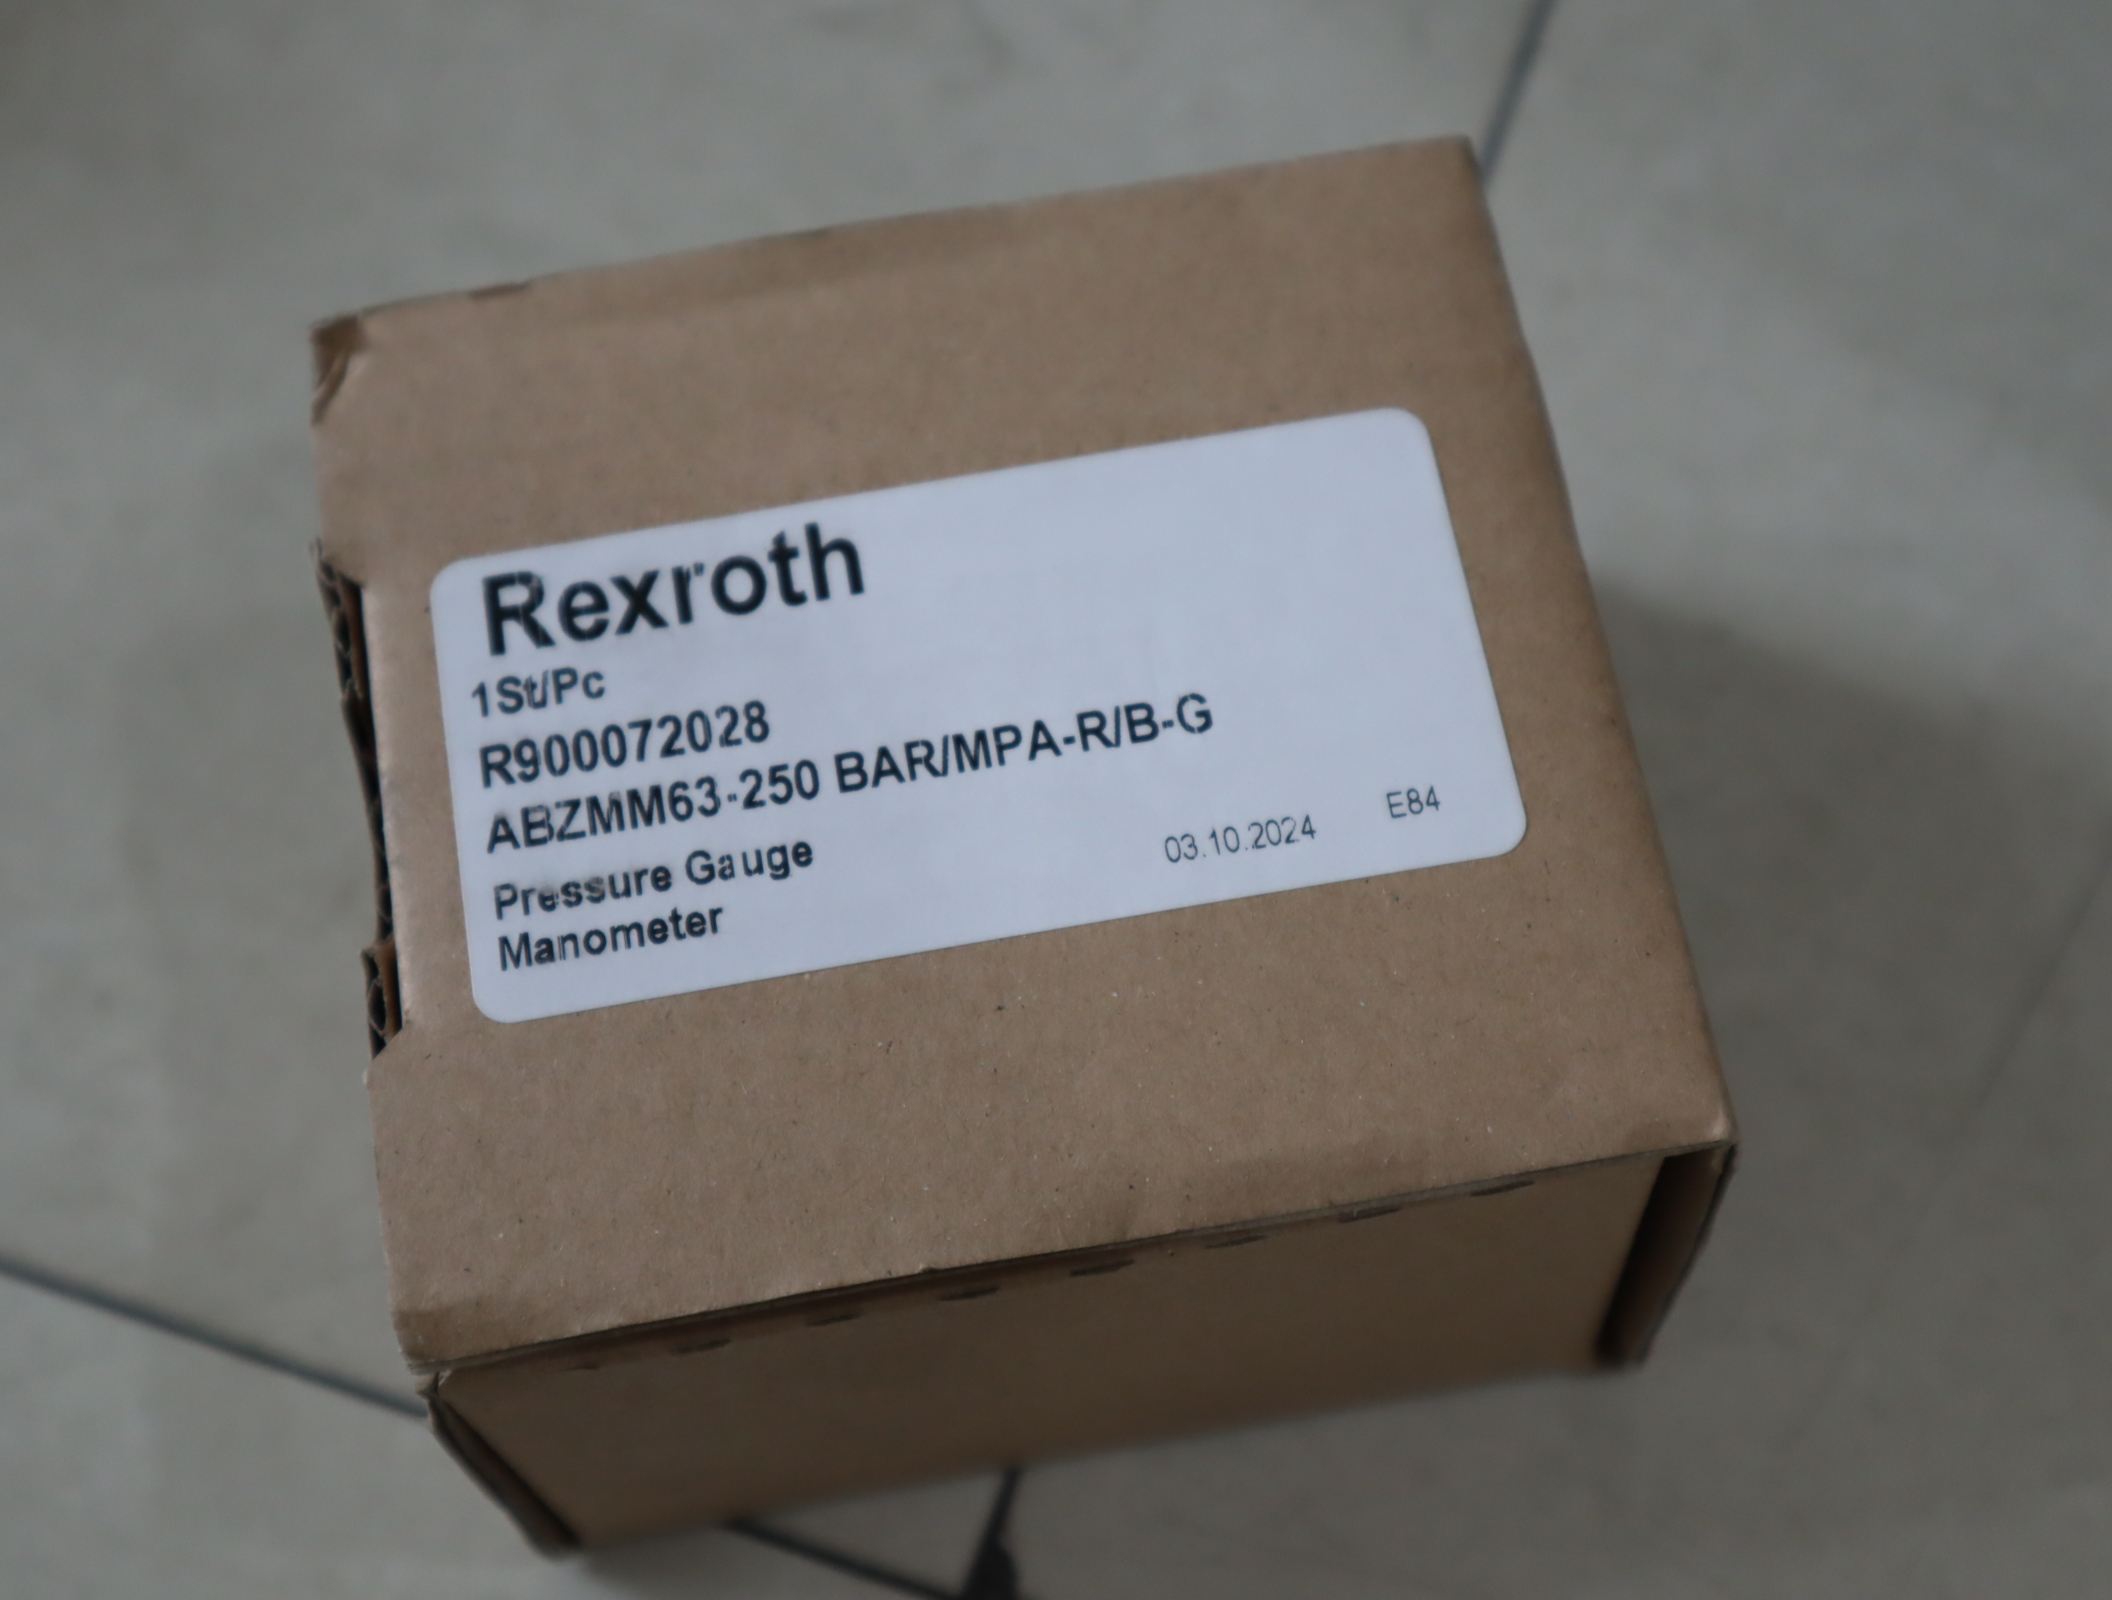 Rexroth
1St/Pc
R900072028
ABZMM63-250 BAR/MPA-R/B-G
Pressure Gauge
Manometer
03.10.2024 E84